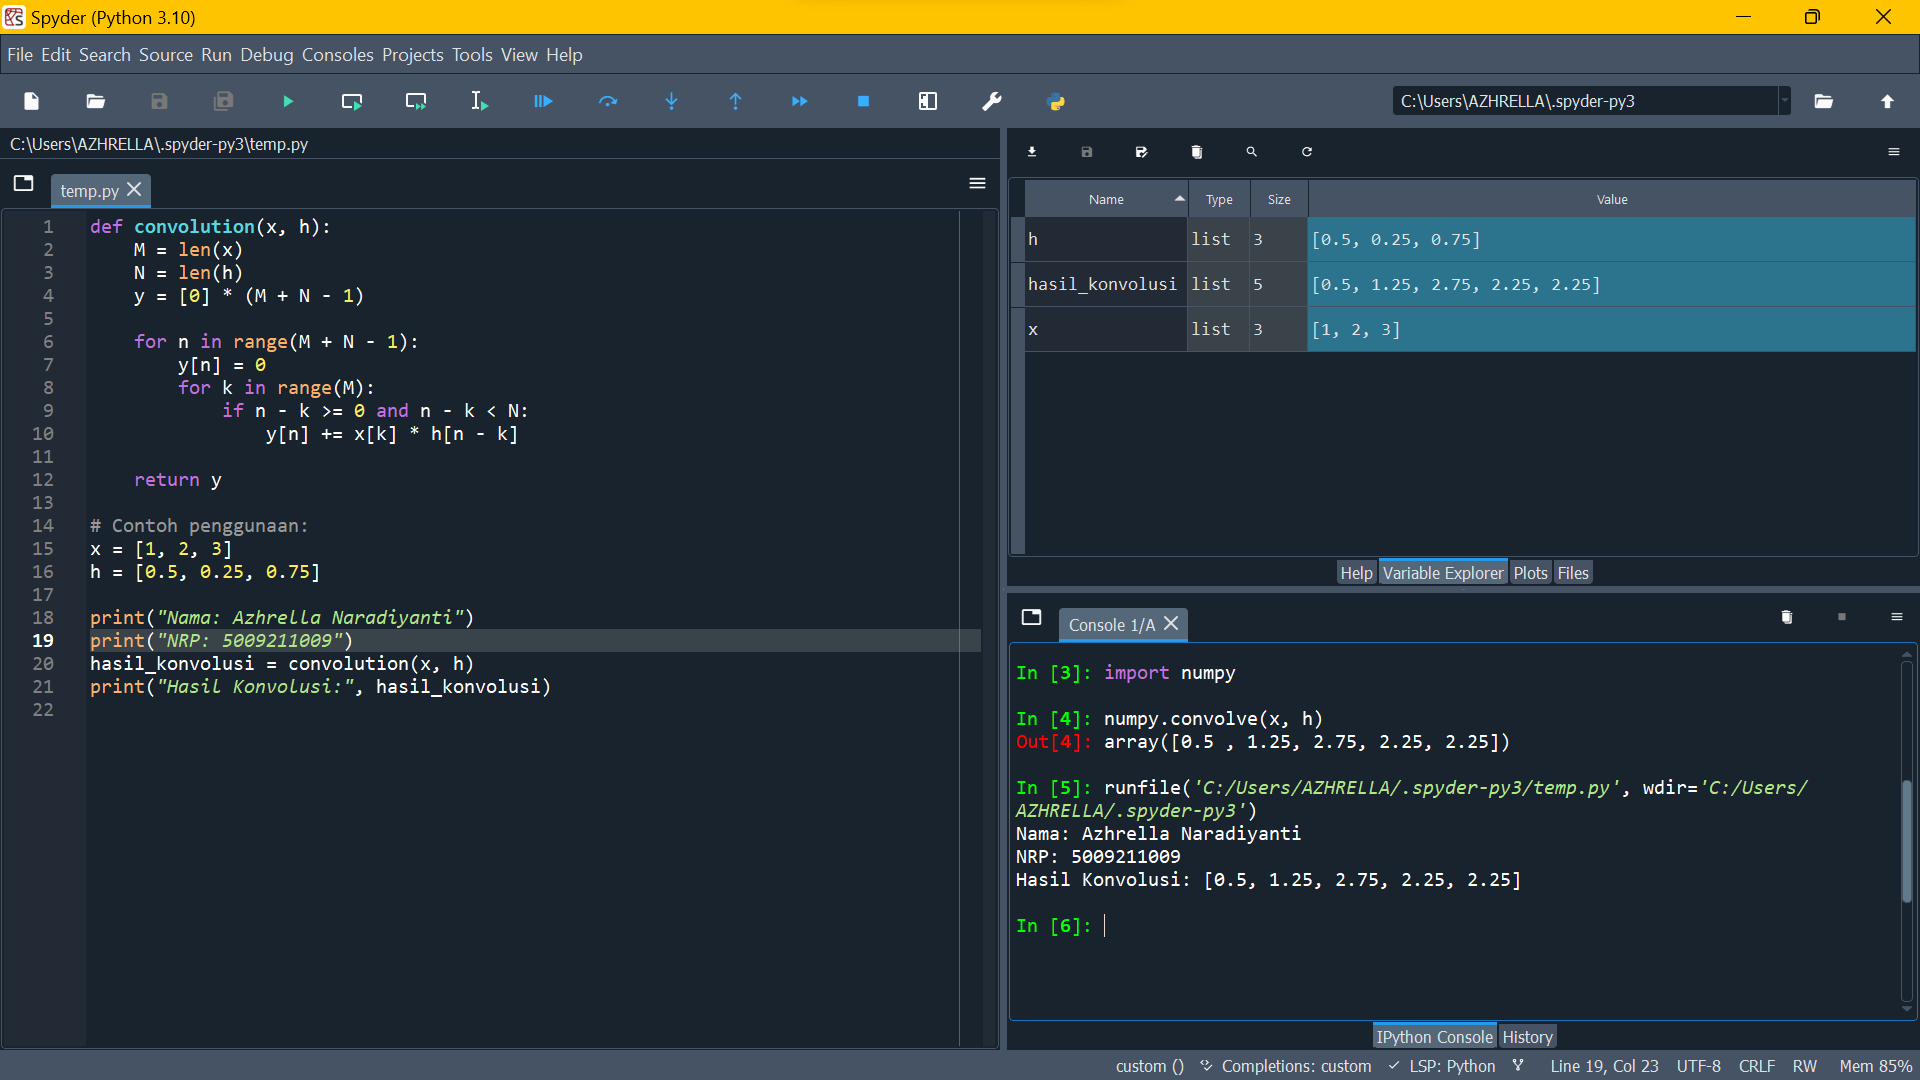 Spyder (Python 3.10)
File Edit Search Source Run Debug Consoles Projects Tools View Help
C:\Users\AZHRELLA\.spyder-py3
C:\Users\AZHRELLA\.spyder-py3\temp.py
temp.py
1 def convolution(x, h):
2     M = len(x)
3     N = len(h)
4     y = [0] * (M + N - 1)
5
6     for n in range(M + N - 1):
7         y[n] = 0
8         for k in range(M):
9             if n - k >= 0 and n - k < N:
10                 y[n] += x[k] * h[n - k]
11
12     return y
13
14 # Contoh penggunaan:
15 x = [1, 2, 3]
16 h = [0.5, 0.25, 0.75]
17
18 print("Nama: Azhrella Naradiyanti")
19 print("NRP: 5009211009")
20 hasil_konvolusi = convolution(x, h)
21 print("Hasil Konvolusi:", hasil_konvolusi)
22
Name Type Size Value
h list 3 [0.5, 0.25, 0.75]
hasil_konvolusi list 5 [0.5, 1.25, 2.75, 2.25, 2.25]
x list 3 [1, 2, 3]
Help Variable Explorer Plots Files
Console 1/A
In [3]: import numpy
In [4]: numpy.convolve(x, h)
Out[4]: array([0.5 , 1.25, 2.75, 2.25, 2.25])
In [5]: runfile('C:/Users/AZHRELLA/.spyder-py3/temp.py', wdir='C:/Users/
AZHRELLA/.spyder-py3')
Nama: Azhrella Naradiyanti
NRP: 5009211009
Hasil Konvolusi: [0.5, 1.25, 2.75, 2.25, 2.25]
In [6]:
IPython Console History
custom () Completions: custom LSP: Python Line 19, Col 23 UTF-8 CRLF RW Mem 85%